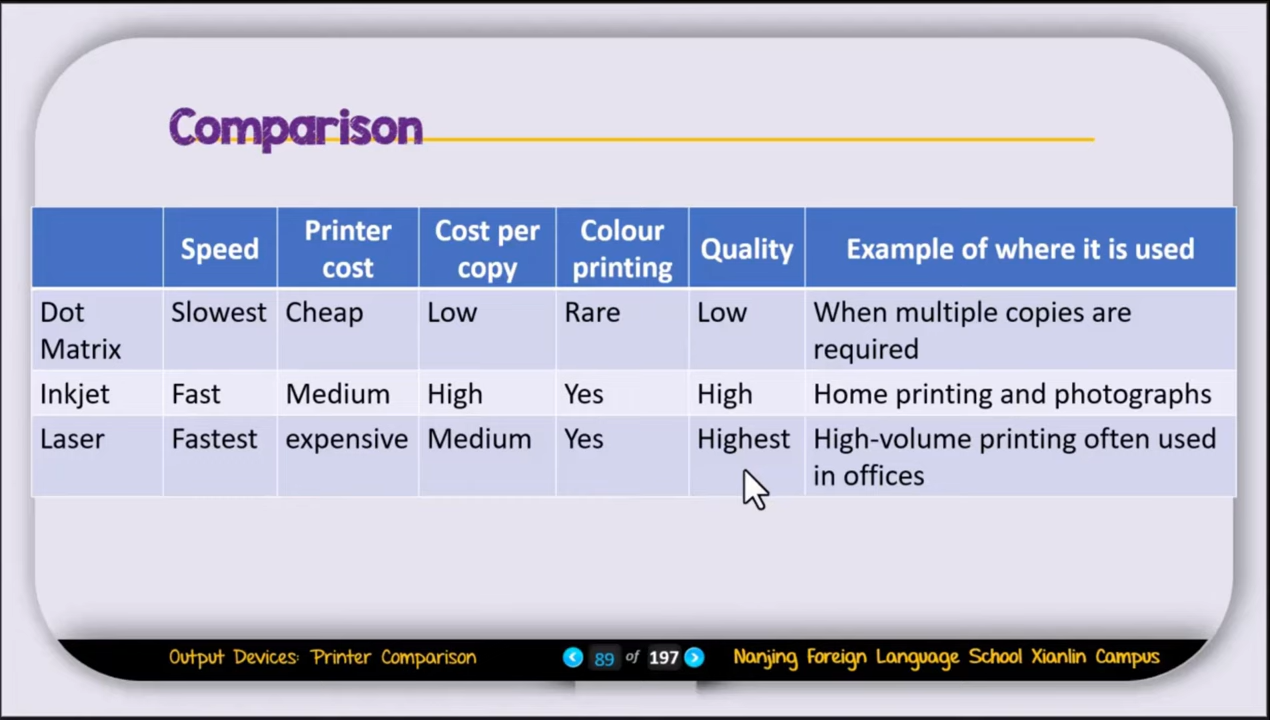 Comparison
Speed
Printer cost
Cost per copy
Colour printing
Quality
Example of where it is used
Dot Matrix
Slowest
Cheap
Low
Rare
Low
When multiple copies are
required
Inkjet
Fast
Medium
High
Yes
High
Home printing and photographs
Laser
Fastest
expensive
Medium
Yes
Highest
High-volume printing often used
in offices
Output Devices: Printer Comparison
89 of 197
Nanjing Foreign Language School Xianlin Campus